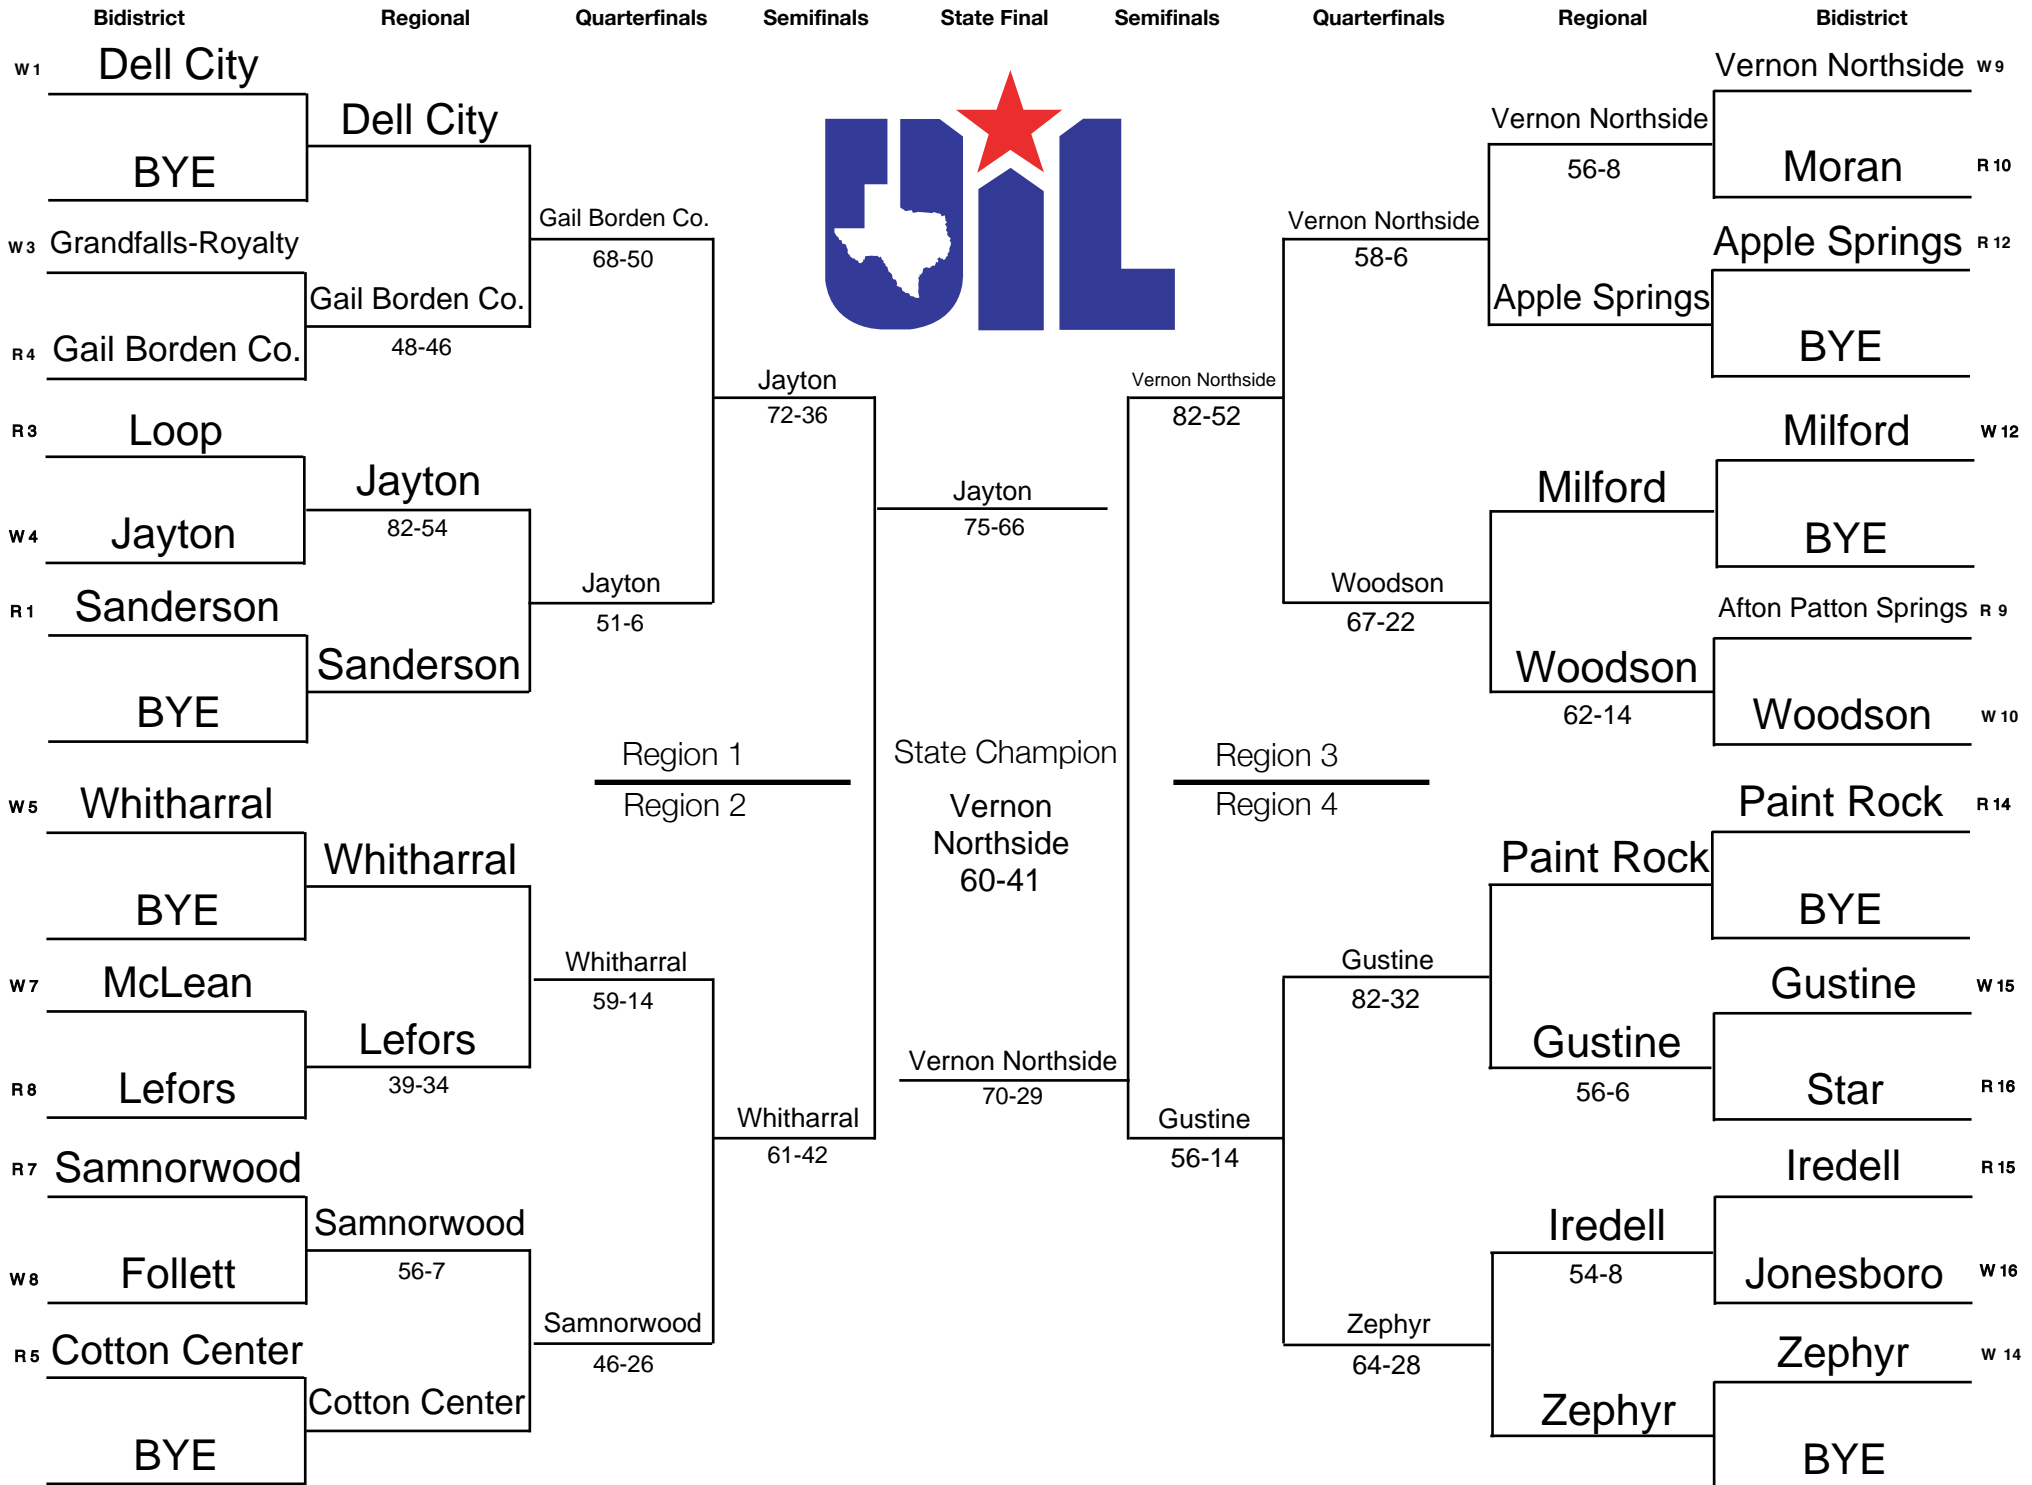 Bidistrict Regional Quarterfinals Semifinals State Final Semifinals Quarterfinals Regional Bidistrict
W 1 Dell City
BYE
W 3 Grandfalls-Royalty
R 4 Gail Borden Co.
R 3 Loop
W 4 Jayton
R 1 Sanderson
BYE
W 5 Whitharral
BYE
W 7 McLean
R 8 Lefors
R 7 Samnorwood
W 8 Follett
R 5 Cotton Center
BYE
Dell City
Gail Borden Co.
48-46
Jayton
82-54
Sanderson
Whitharral
Lefors
39-34
Samnorwood
56-7
Cotton Center
Gail Borden Co.
68-50
Jayton
51-6
Region 1
Region 2
Whitharral
59-14
Samnorwood
46-26
Jayton
72-36
Whitharral
61-42
UIL
Jayton
75-66
State Champion
Vernon
Northside
60-41
Vernon Northside
70-29
Vernon Northside
82-52
Gustine
56-14
Vernon Northside
58-6
Woodson
67-22
Region 3
Region 4
Gustine
82-32
Zephyr
64-28
Vernon Northside
56-8
Apple Springs
Milford
Woodson
62-14
Paint Rock
Gustine
56-6
Iredell
54-8
Zephyr
Vernon Northside W 9
Moran R 10
Apple Springs R 12
BYE
Milford W 12
BYE
Afton Patton Springs R 9
Woodson W 10
Paint Rock R 14
BYE
Gustine W 15
Star R 16
Iredell R 15
Jonesboro W 16
Zephyr W 14
BYE